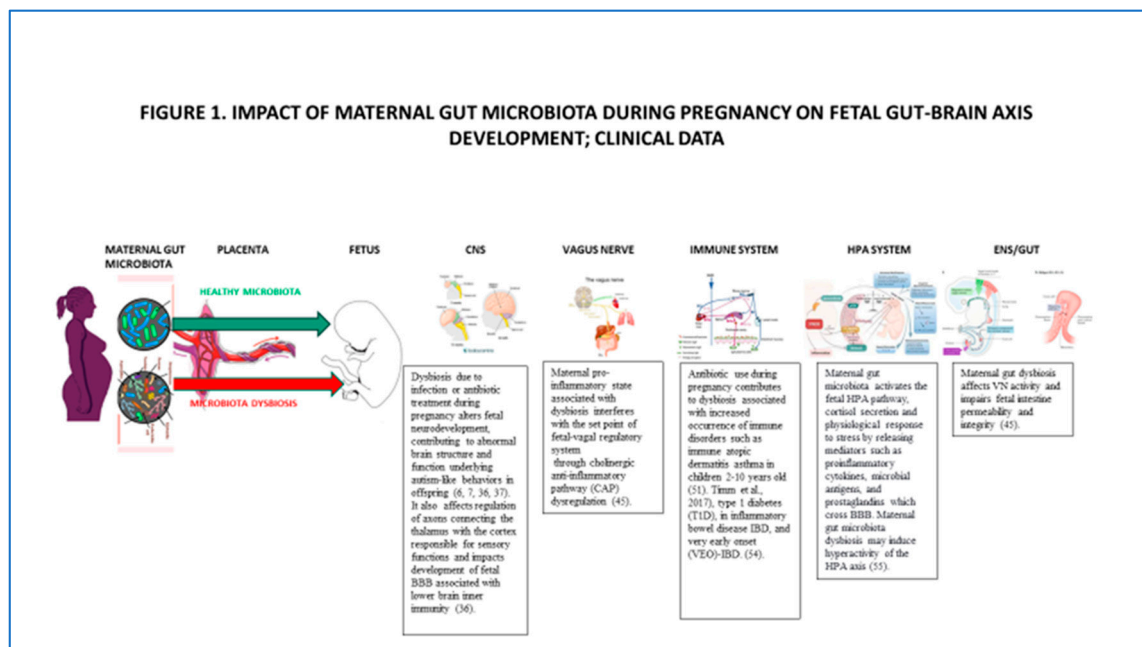 FIGURE 1. IMPACT OF MATERNAL GUT MICROBIOTA DURING PREGNANCY ON FETAL GUT-BRAIN AXIS
DEVELOPMENT; CLINICAL DATA
MATERNAL GUT
MICROBIOTA
PLACENTA
FETUS
CNS
VAGUS NERVE
IMMUNE SYSTEM
HPA SYSTEM
ENS/GUT
HEALTHY MICROBIOTA
MICROBIOTA DYSBIOSIS
The vagus nerve
Dysbiosis due to
infection or antibiotic
treatment during
pregnancy alters fetal
neurodevelopment,
contributing to abnormal
brain structure and
function underlying
autism-like behaviors in
offspring (6, 7, 36, 37).
It also affects regulation
of axons connecting the
thalamus with the cortex
responsible for sensory
functions and impacts
development of fetal
BBB associated with
lower brain inner
immunity (36).
Maternal pro-
inflammatory state
associated with
dysbiosis interferes
with the set point of
fetal-vagal regulatory
system
through cholinergic
anti-inflammatory
pathway (CAP)
dysregulation (45).
Antibiotic use during
pregnancy contributes
to dysbiosis associated
with increased
occurrence of immune
disorders such as
immune atopic
dermatitis asthma in
children 2-10 years old
(51). Timm et al.,
2017), type 1 diabetes
(T1D), in inflammatory
bowel disease IBD, and
very early onset
(VEO)-IBD. (54).
Maternal gut
microbiota activates the
fetal HPA pathway,
cortisol secretion and
physiological response
to stress by releasing
mediators such as
proinflammatory
cytokines, microbial
antigens, and
prostaglandins which
cross BBB. Maternal
gut microbiota
dysbiosis may induce
hyperactivity of the
HPA axis (55).
Maternal gut dysbiosis
affects VN activity and
impairs fetal intestine
permeability and
integrity (45).